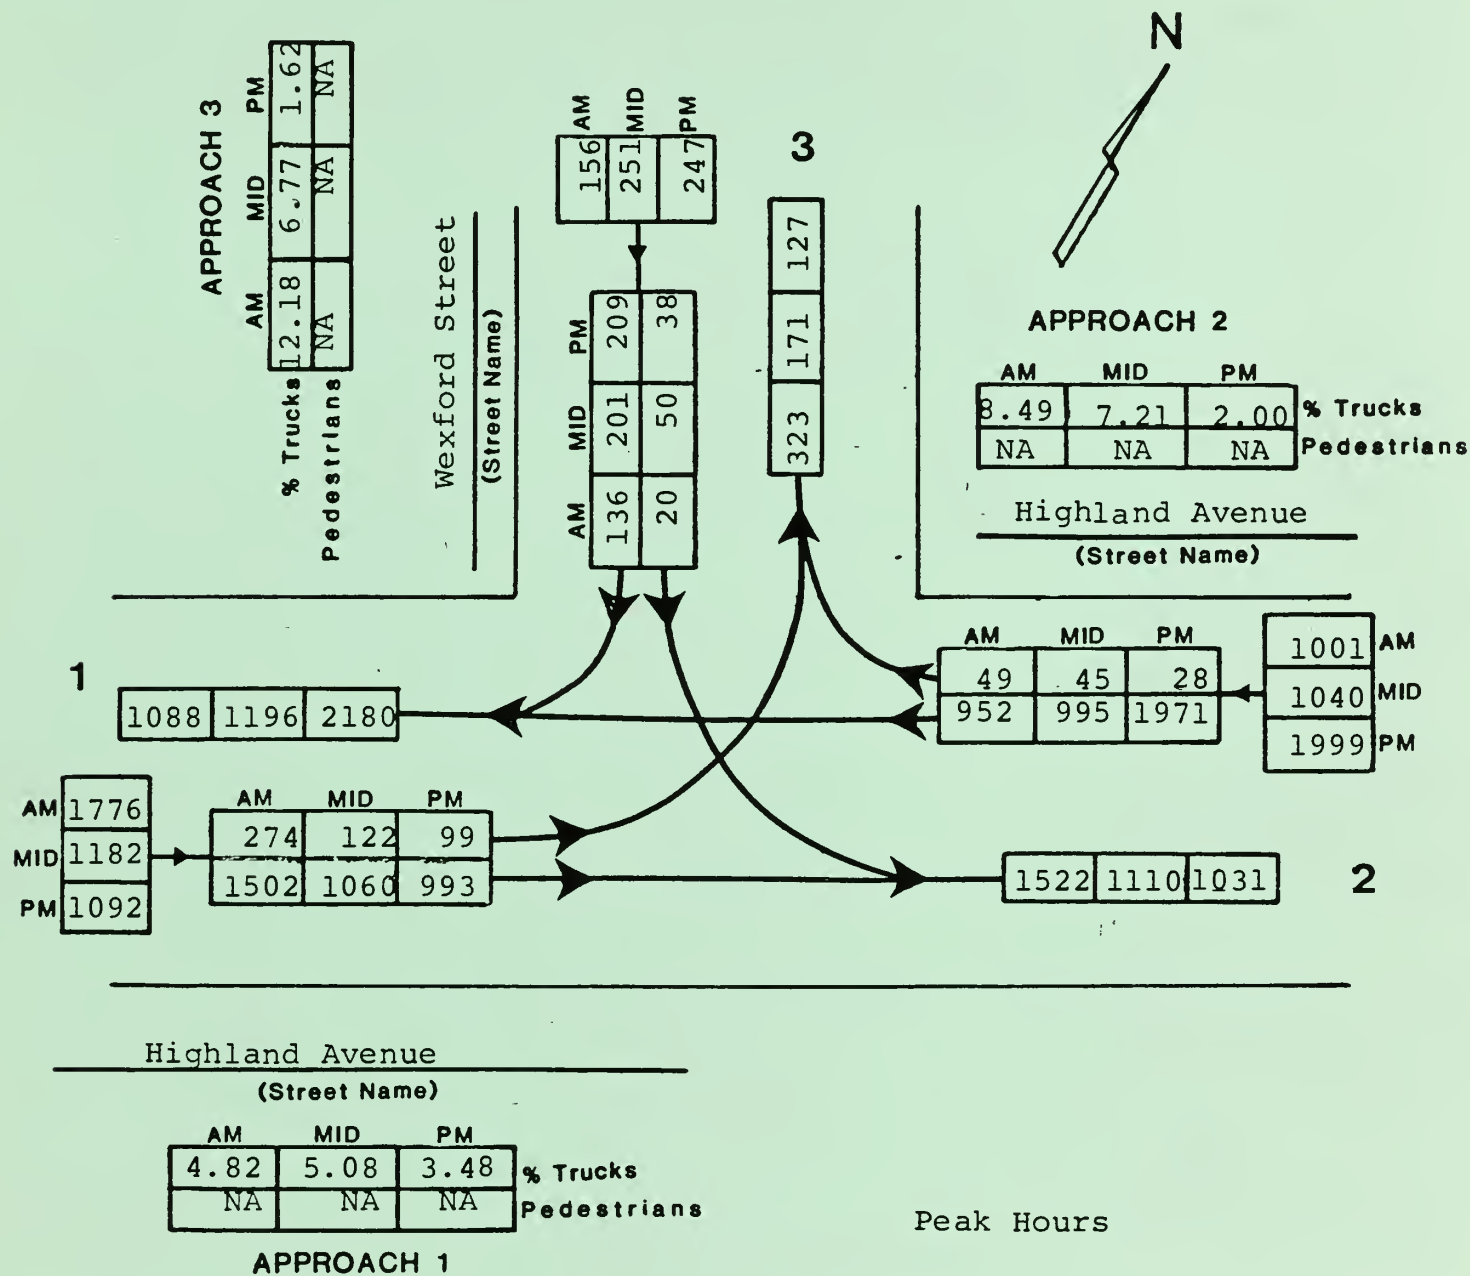 N
APPROACH 3
AM MID PM
12.18 6.77 1.62
NA NA NA
% Trucks
Pedestrians
Wexford Street
(Street Name)
AM MID PM
156 251 247
3
AM MID PM
136 201 209
20 50 38
323 171 127
APPROACH 2
AM MID PM
8.49 7.21 2.00 % Trucks
NA NA NA Pedestrians
Highland Avenue
(Street Name)
1
1088 1196 2180
AM MID PM
49 45 28
952 995 1971
1001 AM
1040 MID
1999 PM
AM 1776
MID 1182
PM 1092
AM MID PM
274 122 99
1502 1060 993
1522 1110 1031
2
Highland Avenue
(Street Name)
AM MID PM
4.82 5.08 3.48 % Trucks
NA NA NA Pedestrians
APPROACH 1
Peak Hours